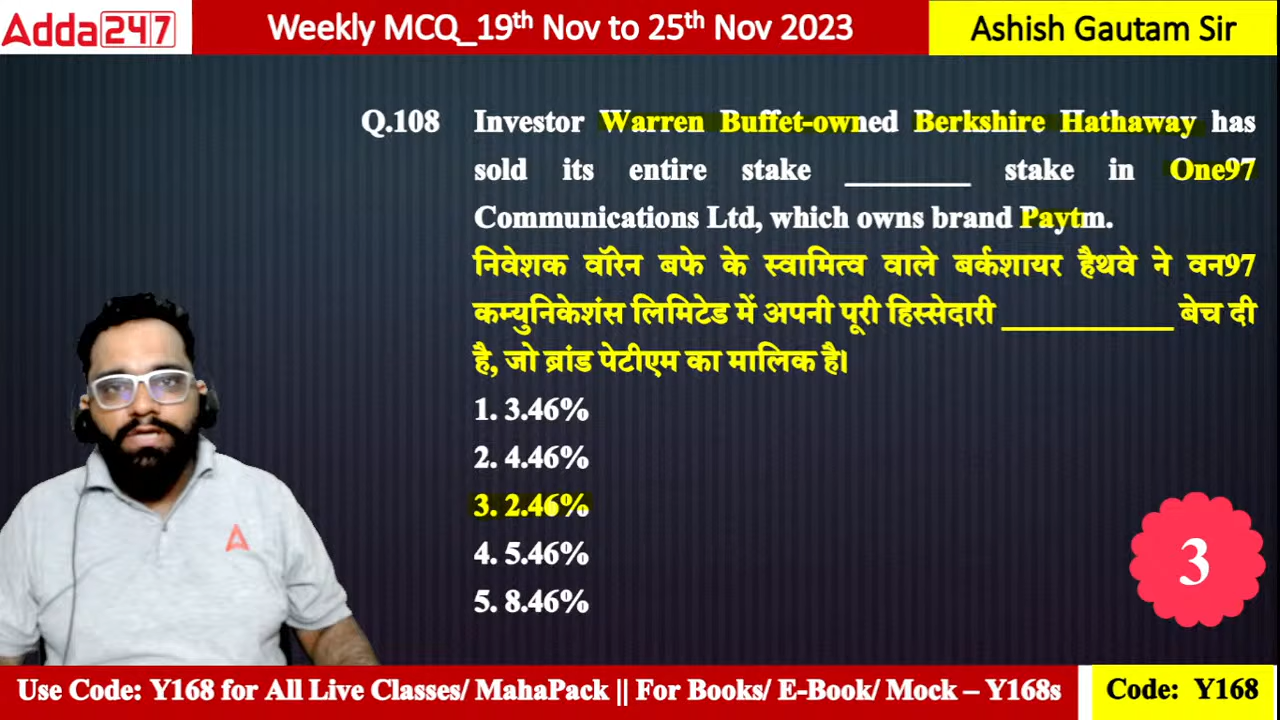 Adda247
Weekly MCQ_19th Nov to 25th Nov 2023
Ashish Gautam Sir
Q.108 Investor Warren Buffet-owned Berkshire Hathaway has
sold its entire stake ________ stake in One97
Communications Ltd, which owns brand Paytm.
निवेशक वॉरेन बफे के स्वामित्व वाले बर्कशायर हैथवे ने वन97
कम्युनिकेशंस लिमिटेड में अपनी पूरी हिस्सेदारी ___________ बेच दी
है, जो ब्रांड पेटीएम का मालिक है।
1. 3.46%
2. 4.46%
3. 2.46%
4. 5.46%
5. 8.46%
3
Use Code: Y168 for All Live Classes/ MahaPack || For Books/ E-Book/ Mock – Y168s
Code: Y168